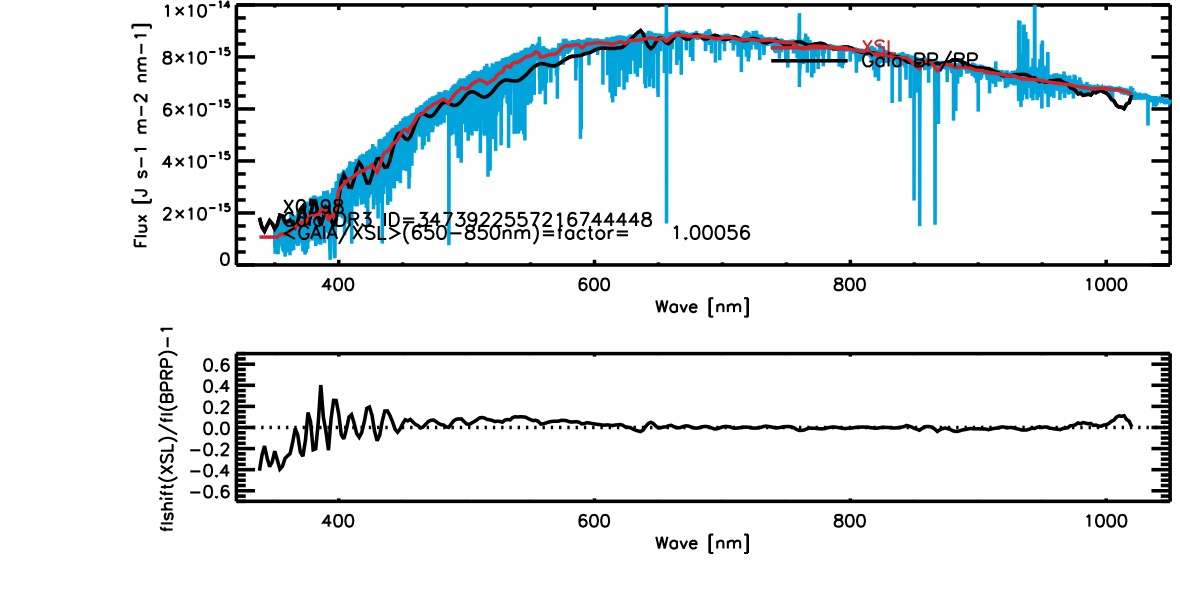 1×10−14
8×10−15
6×10−15
4×10−15
2×10−15
0
Flux [J s−1 m−2 nm−1]
XSL
Gaia BP/RP
DR3 ID=3473922557216744448
<GAIA/XSL>(650−850nm)=factor= 1.00056
400 600 800 1000
Wave [nm]
0.6
0.4
0.2
0.0
−0.2
−0.4
−0.6
flshift(XSL)/fl(BPRP)−1
400 600 800 1000
Wave [nm]